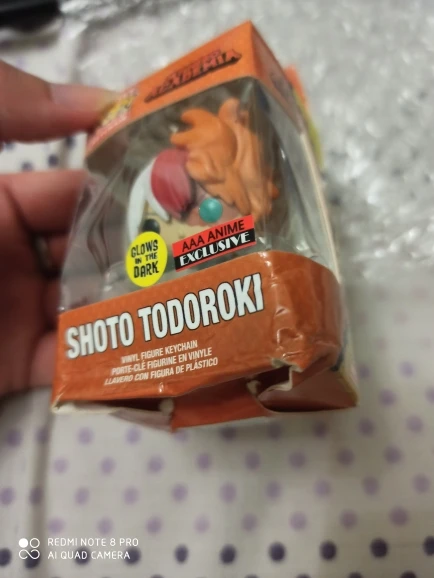 ACADEMIA
GLOWS
IN THE
DARK
AAA ANIME
EXCLUSIVE
SHOTO TODOROKI
VINYL FIGURE KEYCHAIN
PORTE-CLÉ FIGURINE EN VINYLE
LLAVERO CON FIGURA DE PLÁSTICO
REDMI NOTE 8 PRO
AI QUAD CAMERA